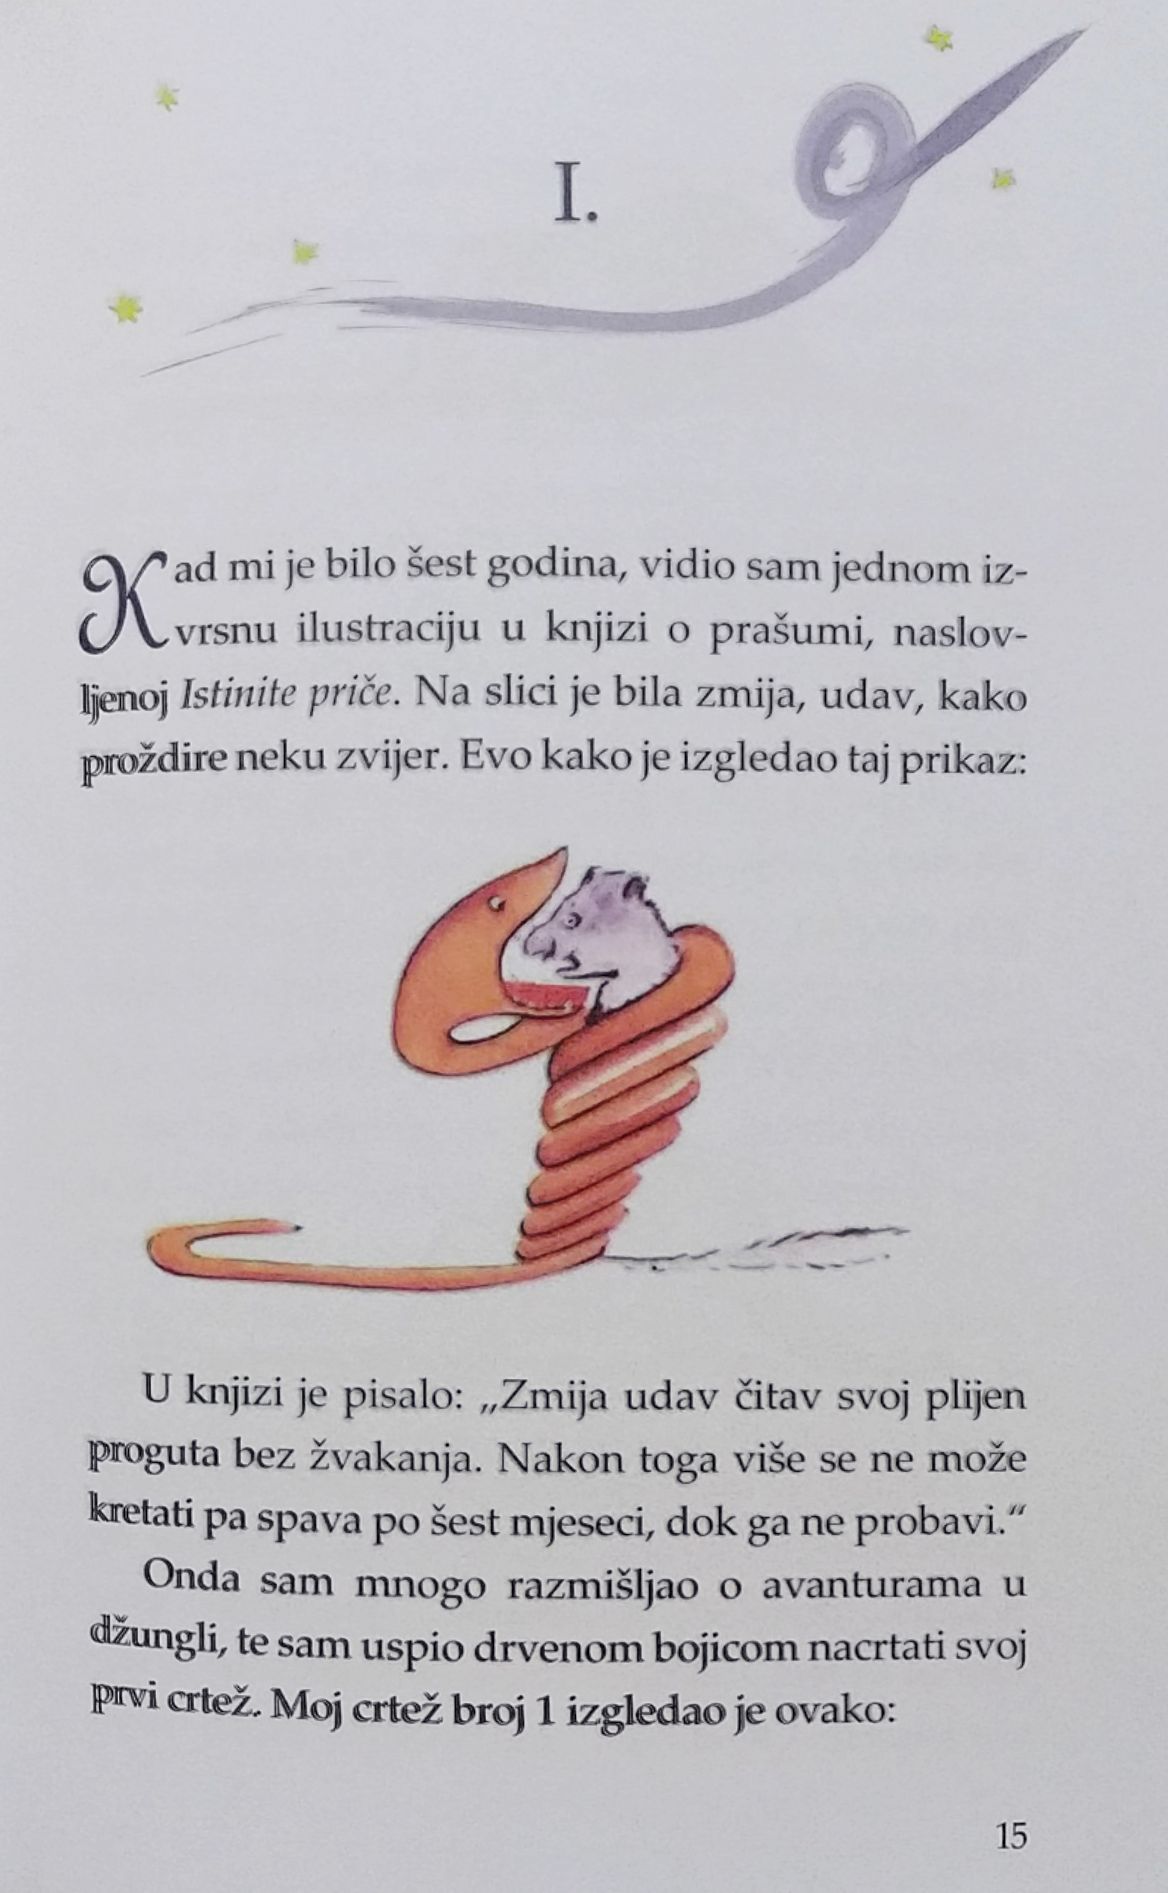 I.
Kad mi je bilo šest godina, vidio sam jednom iz-
vrsnu ilustraciju u knjizi o prašumi, naslov-
ljenoj Istinite priče. Na slici je bila zmija, udav, kako
proždire neku zvijer. Evo kako je izgledao taj prikaz:
U knjizi je pisalo: „Zmija udav čitav svoj plijen
proguta bez žvakanja. Nakon toga više se ne može
kretati pa spava po šest mjeseci, dok ga ne probavi.“
Onda sam mnogo razmišljao o avanturama u
džungli, te sam uspio drvenom bojicom nacrtati svoj
prvi crtež. Moj crtež broj 1 izgledao je ovako:
15